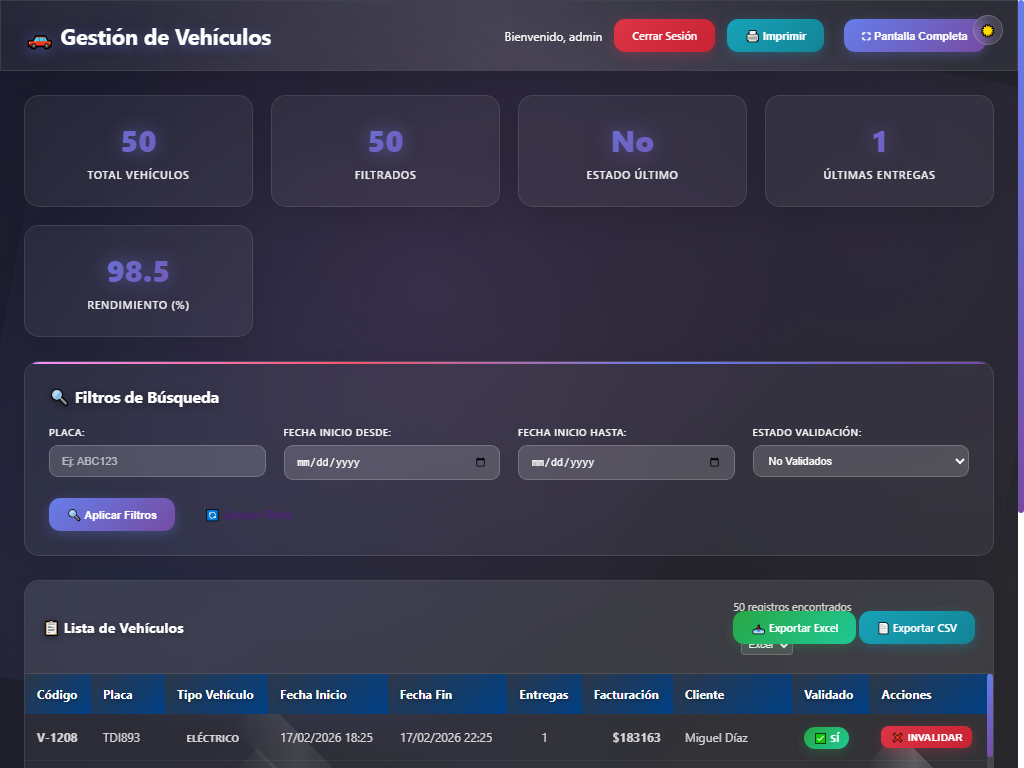 Gestión de Vehículos
Bienvenido, admin
Cerrar Sesión
Imprimir
Pantalla Completa
50
TOTAL VEHÍCULOS
50
FILTRADOS
No
ESTADO ÚLTIMO
1
ÚLTIMAS ENTREGAS
98.5
RENDIMIENTO (%)
Filtros de Búsqueda
PLACA:
FECHA INICIO DESDE:
FECHA INICIO HASTA:
ESTADO VALIDACIÓN:
Ej: ABC123
mm/dd/yyyy
mm/dd/yyyy
No Validados
Aplicar Filtros
Lista de Vehículos
50 registros encontrados
Exportar Excel
Exportar CSV
Excel
Código Placa Tipo Vehículo Fecha Inicio Fecha Fin Entregas Facturación Cliente Validado Acciones
V-1208 TDI893 ELÉCTRICO 17/02/2026 18:25 17/02/2026 22:25 1 $183163 Miguel Díaz SÍ INVALIDAR